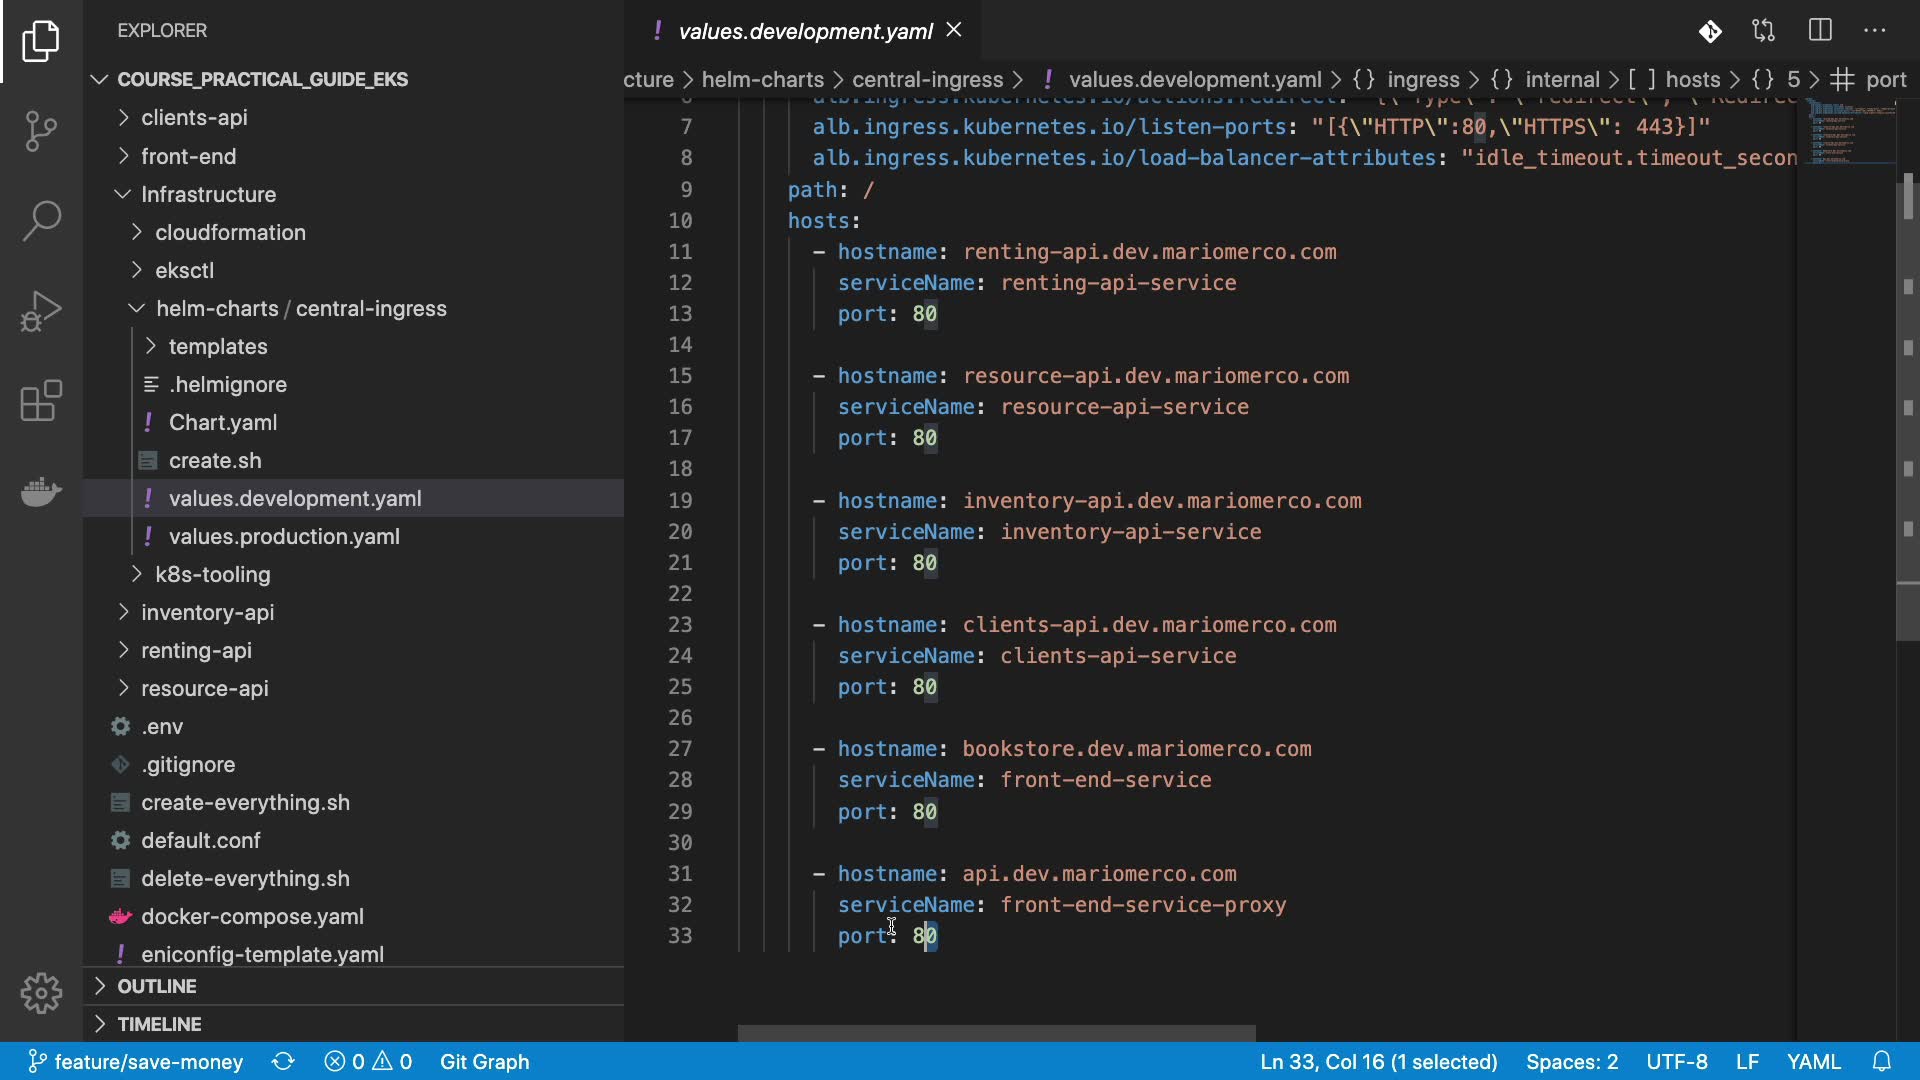 EXPLORER
COURSE_PRACTICAL_GUIDE_EKS
clients-api
front-end
Infrastructure
cloudformation
eksctl
helm-charts / central-ingress
templates
.helmignore
! Chart.yaml
create.sh
! values.development.yaml
! values.production.yaml
k8s-tooling
inventory-api
renting-api
resource-api
.env
.gitignore
create-everything.sh
default.conf
delete-everything.sh
docker-compose.yaml
! eniconfig-template.yaml
OUTLINE
TIMELINE
! values.development.yaml
cture > helm-charts > central-ingress > ! values.development.yaml > {} ingress > {} internal > [ ] hosts > {} 5 > # port
7 alb.ingress.kubernetes.io/listen-ports: "[{\"HTTP\":80,\"HTTPS\": 443}]"
8 alb.ingress.kubernetes.io/load-balancer-attributes: "idle_timeout.timeout_secon
9 path: /
10 hosts:
11 - hostname: renting-api.dev.mariomerco.com
12 serviceName: renting-api-service
13 port: 80
14
15 - hostname: resource-api.dev.mariomerco.com
16 serviceName: resource-api-service
17 port: 80
18
19 - hostname: inventory-api.dev.mariomerco.com
20 serviceName: inventory-api-service
21 port: 80
22
23 - hostname: clients-api.dev.mariomerco.com
24 serviceName: clients-api-service
25 port: 80
26
27 - hostname: bookstore.dev.mariomerco.com
28 serviceName: front-end-service
29 port: 80
30
31 - hostname: api.dev.mariomerco.com
32 serviceName: front-end-service-proxy
33 port: 80
feature/save-money 0 0 Git Graph Ln 33, Col 16 (1 selected) Spaces: 2 UTF-8 LF YAML